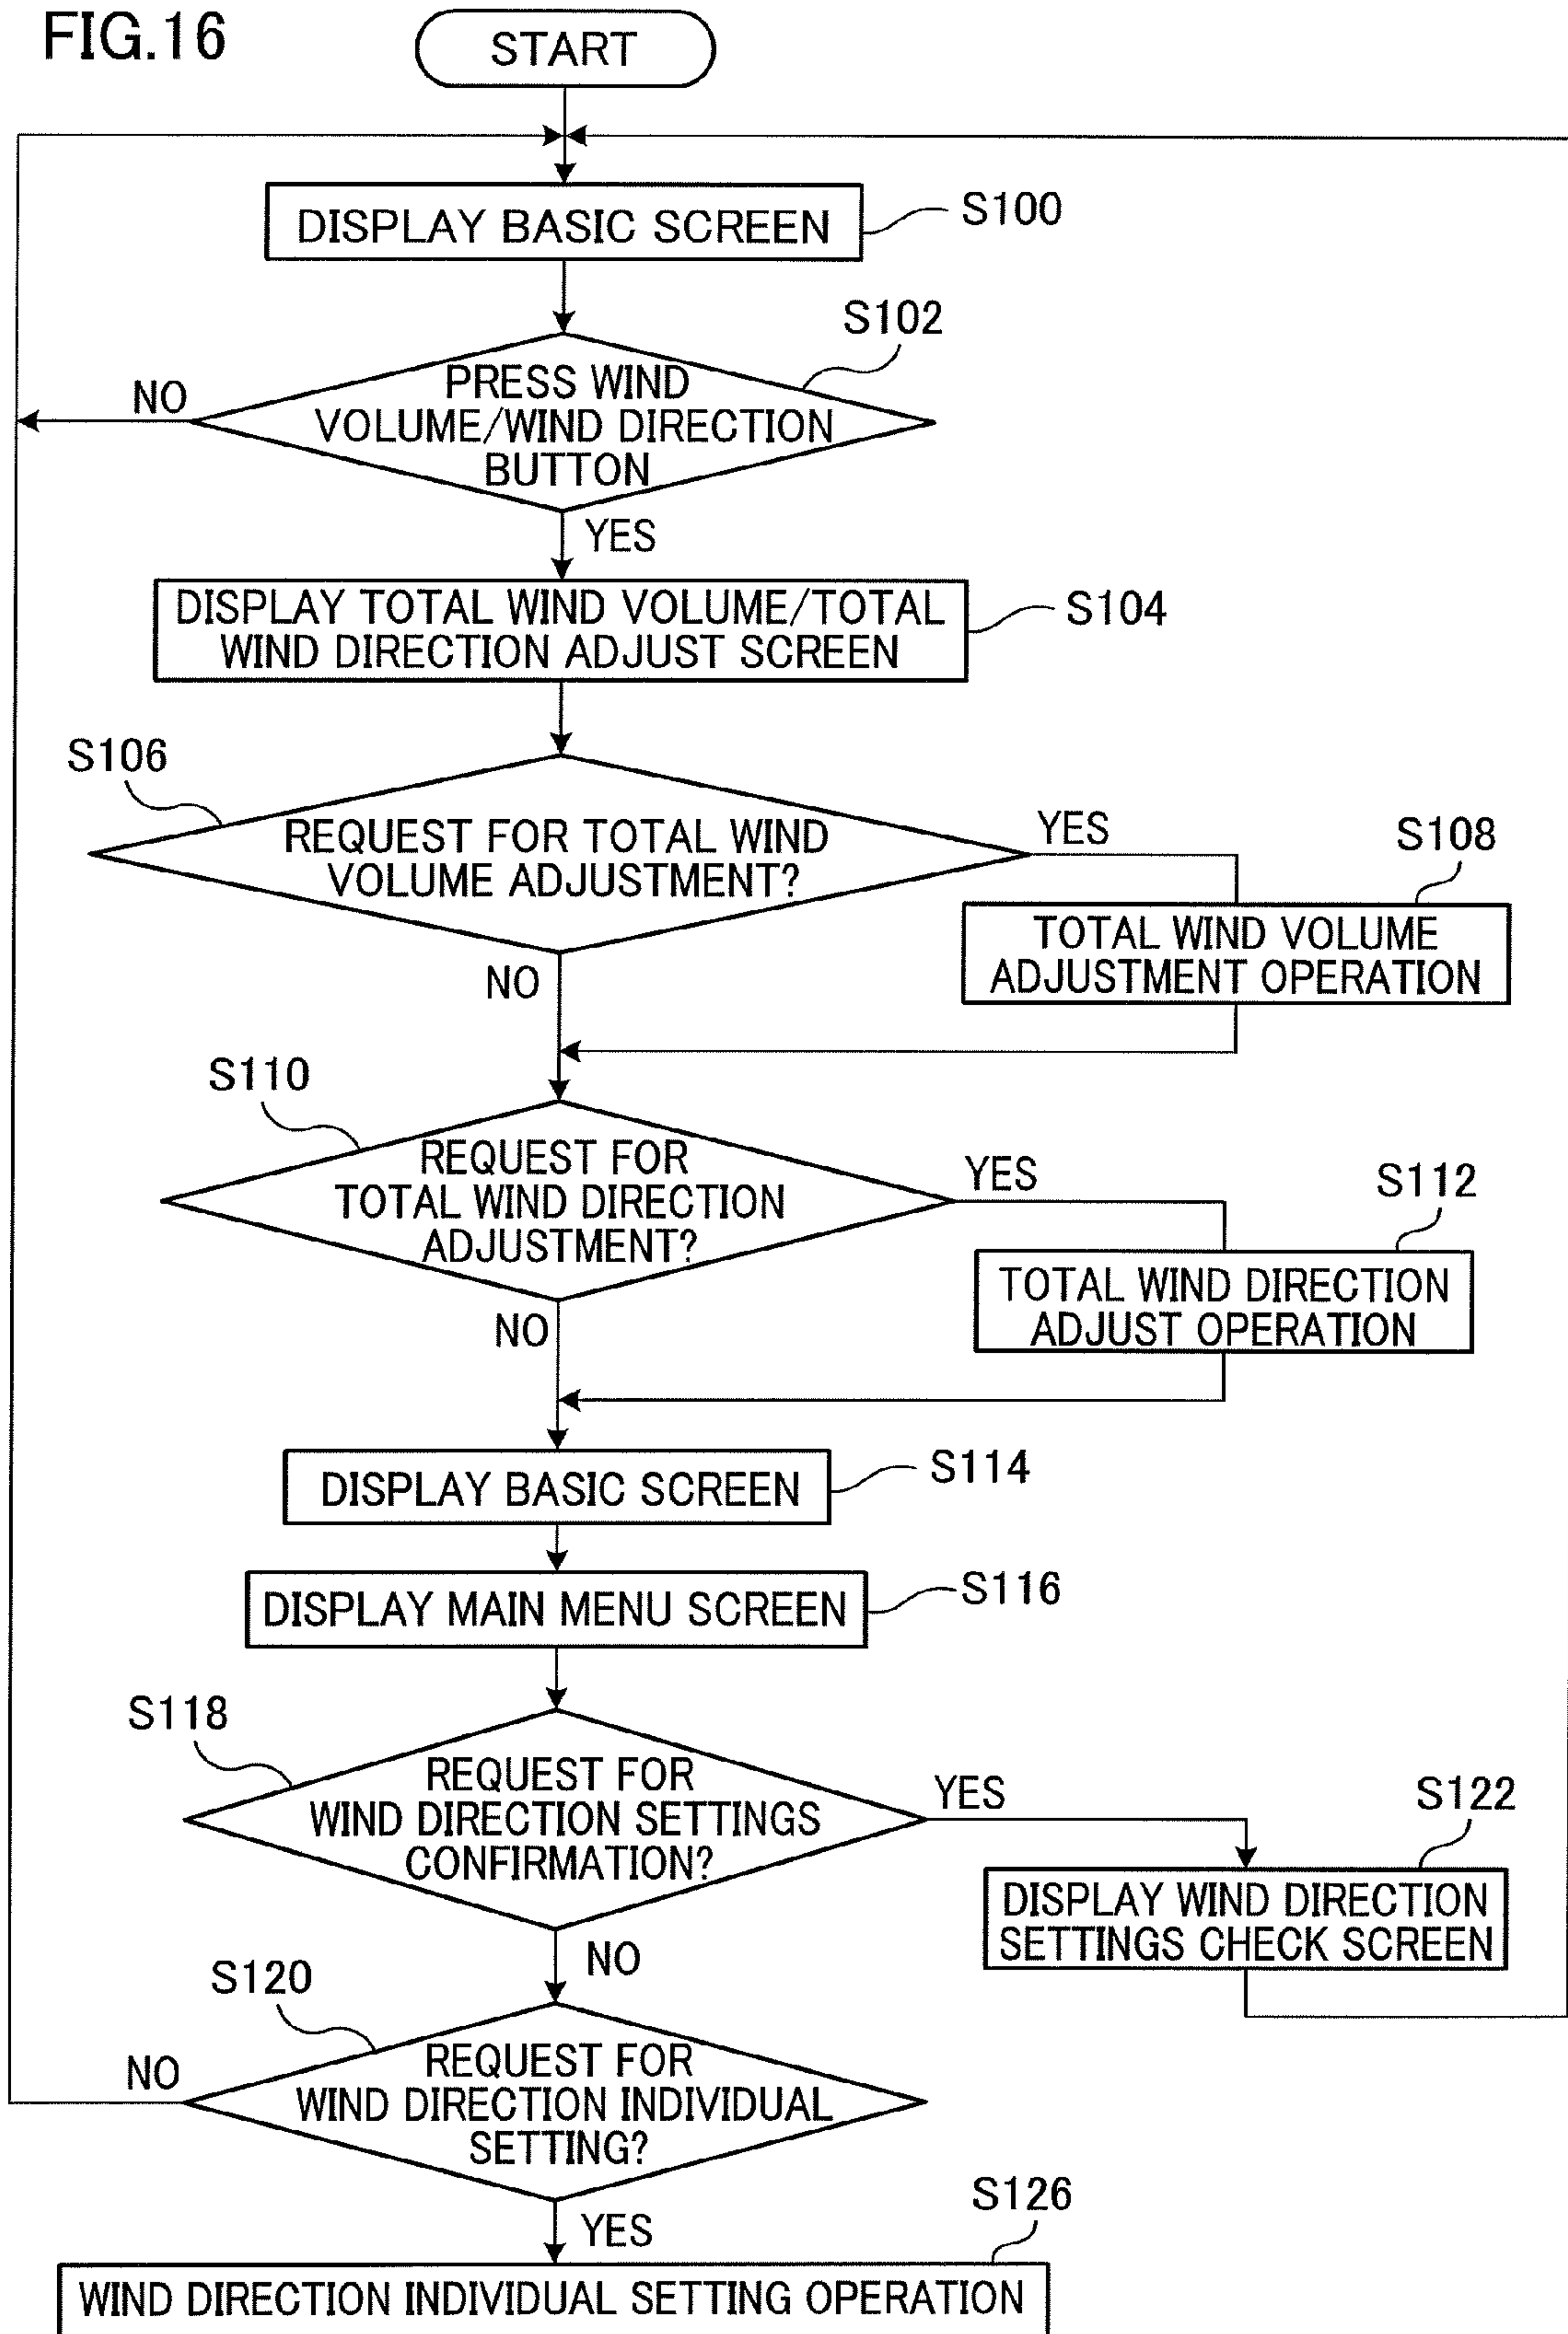 FIG.16
START
DISPLAY BASIC SCREEN
S100
S102
PRESS WIND
VOLUME/WIND DIRECTION
BUTTON
NO
YES
DISPLAY TOTAL WIND VOLUME/TOTAL
WIND DIRECTION ADJUST SCREEN
S104
S106
REQUEST FOR TOTAL WIND
VOLUME ADJUSTMENT?
YES
S108
TOTAL WIND VOLUME
ADJUSTMENT OPERATION
NO
S110
REQUEST FOR
TOTAL WIND DIRECTION
ADJUSTMENT?
YES
S112
TOTAL WIND DIRECTION
ADJUST OPERATION
NO
DISPLAY BASIC SCREEN
S114
DISPLAY MAIN MENU SCREEN
S116
S118
REQUEST FOR
WIND DIRECTION SETTINGS
CONFIRMATION?
YES
S122
DISPLAY WIND DIRECTION
SETTINGS CHECK SCREEN
NO
S120
REQUEST FOR
WIND DIRECTION INDIVIDUAL
SETTING?
NO
YES
S126
WIND DIRECTION INDIVIDUAL SETTING OPERATION